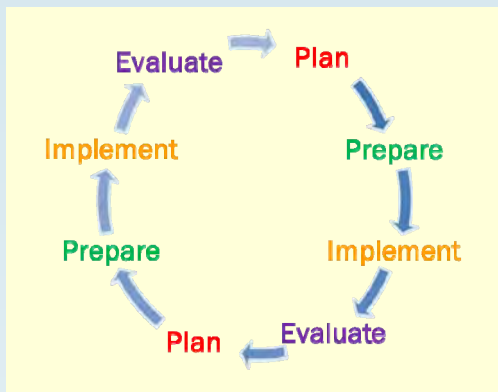 Plan
Prepare
Implement
Evaluate
Plan
Prepare
Implement
Evaluate